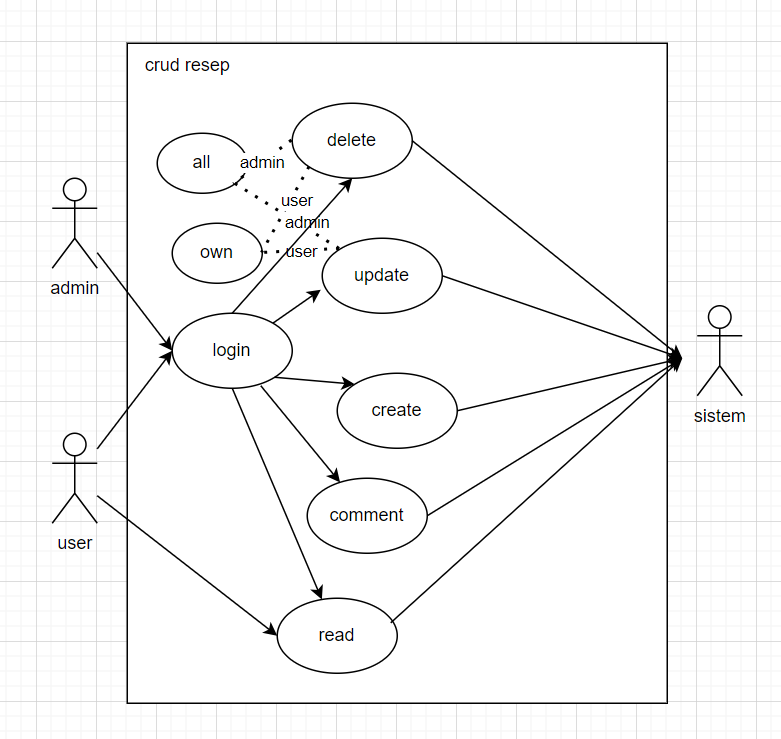 crud resep
delete
all
admin
user
admin
own
user
update
admin
login
sistem
create
comment
user
read